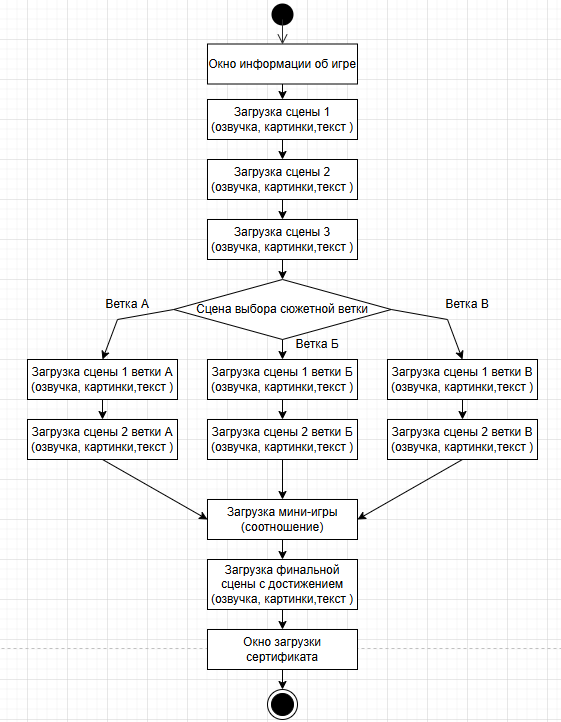 Окно информации об игре
Загрузка сцены 1
(озвучка, картинки,текст )
Загрузка сцены 2
(озвучка, картинки,текст )
Загрузка сцены 3
(озвучка, картинки,текст )
Ветка А
Сцена выбора сюжетной ветки
Ветка В
Ветка Б
Загрузка сцены 1 ветки А
(озвучка, картинки,текст )
Загрузка сцены 1 ветки Б
(озвучка, картинки,текст )
Загрузка сцены 1 ветки В
(озвучка, картинки,текст )
Загрузка сцены 2 ветки А
(озвучка, картинки,текст )
Загрузка сцены 2 ветки Б
(озвучка, картинки,текст )
Загрузка сцены 2 ветки В
(озвучка, картинки,текст )
Загрузка мини-игры
(соотношение)
Загрузка финальной
сцены с достижением
(озвучка, картинки,текст )
Окно загрузки
сертификата